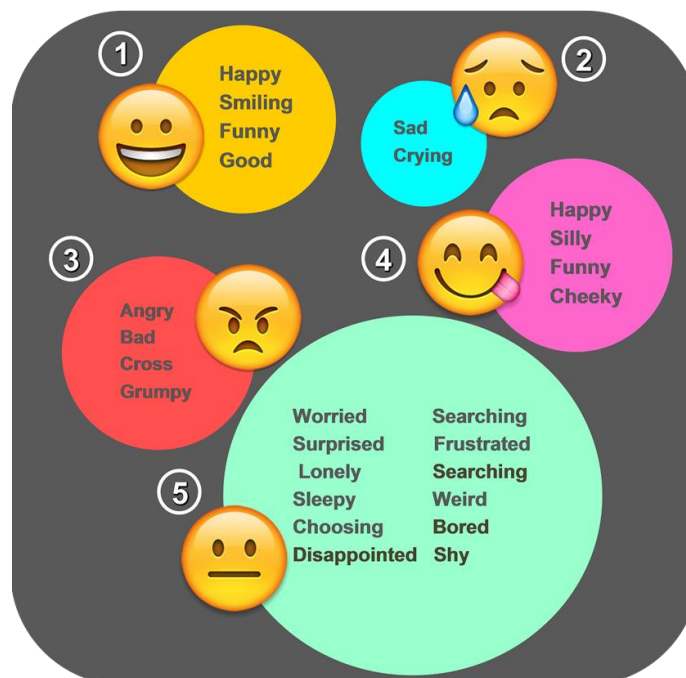 1
Happy
Smiling
Funny
Good
2
Sad
Crying
3
Angry
Bad
Cross
Grumpy
4
Happy
Silly
Funny
Cheeky
5
Worried Searching
Surprised Frustrated
Lonely Searching
Sleepy Weird
Choosing Bored
Disappointed Shy